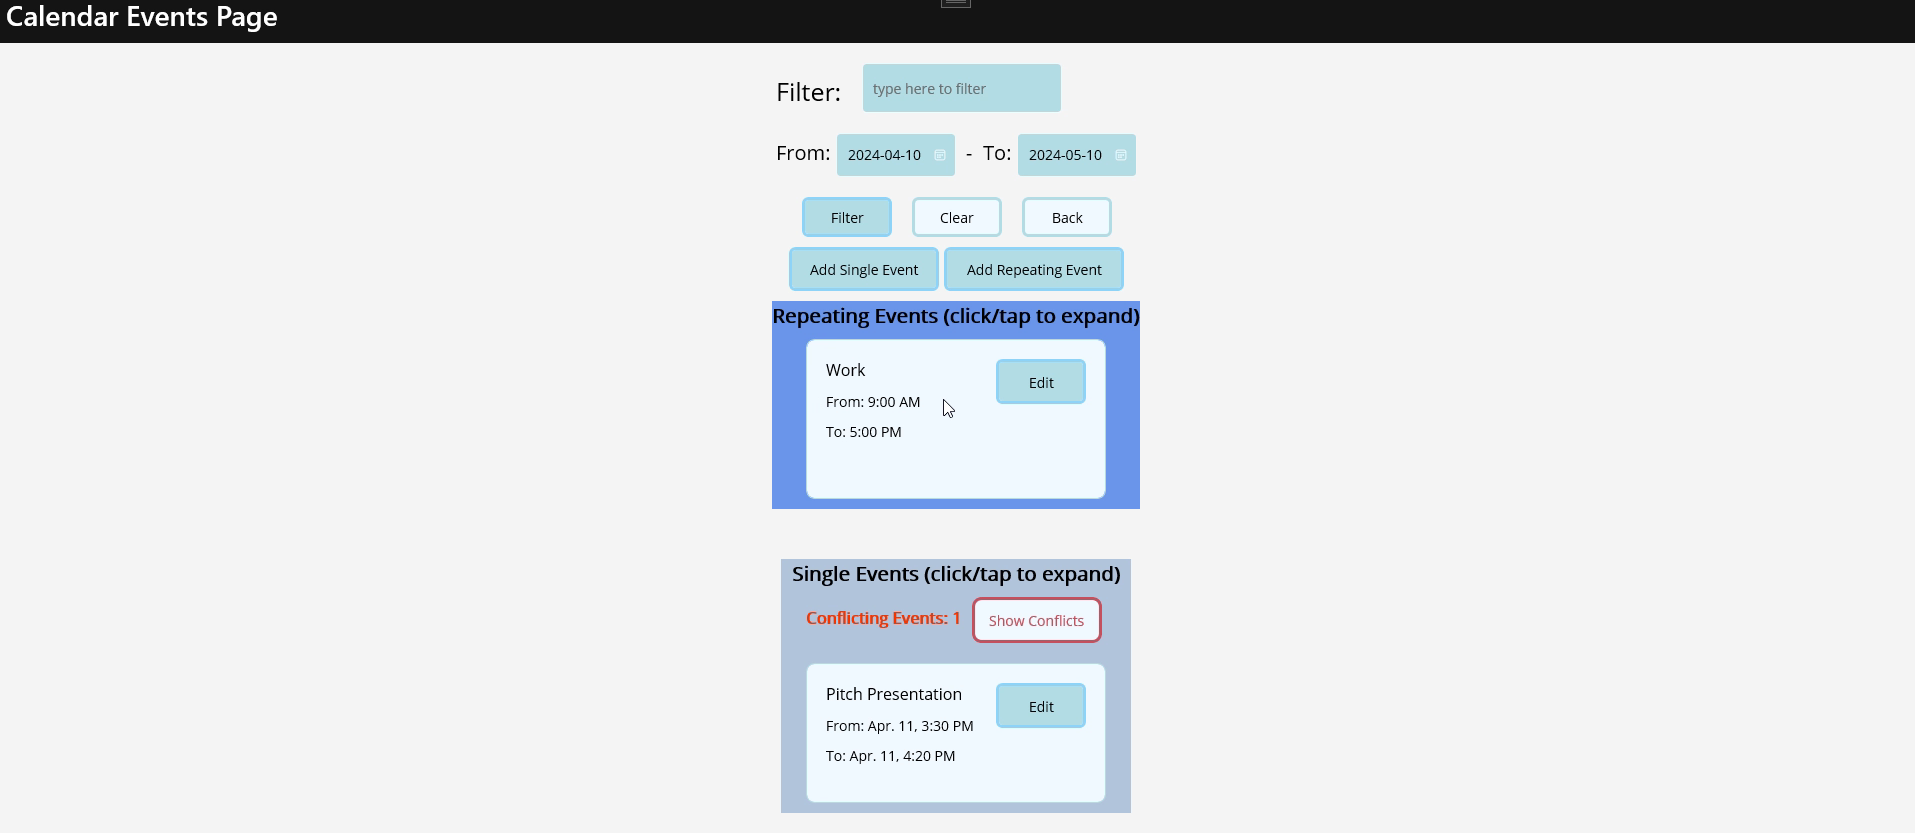 Calendar Events Page
Filter: type here to filter
From: 2024-04-10 - To: 2024-05-10
Filter Clear Back
Add Single Event Add Repeating Event
Repeating Events (click/tap to expand)
Work Edit
From: 9:00 AM
To: 5:00 PM
Single Events (click/tap to expand)
Conflicting Events: 1 Show Conflicts
Pitch Presentation Edit
From: Apr. 11, 3:30 PM
To: Apr. 11, 4:20 PM